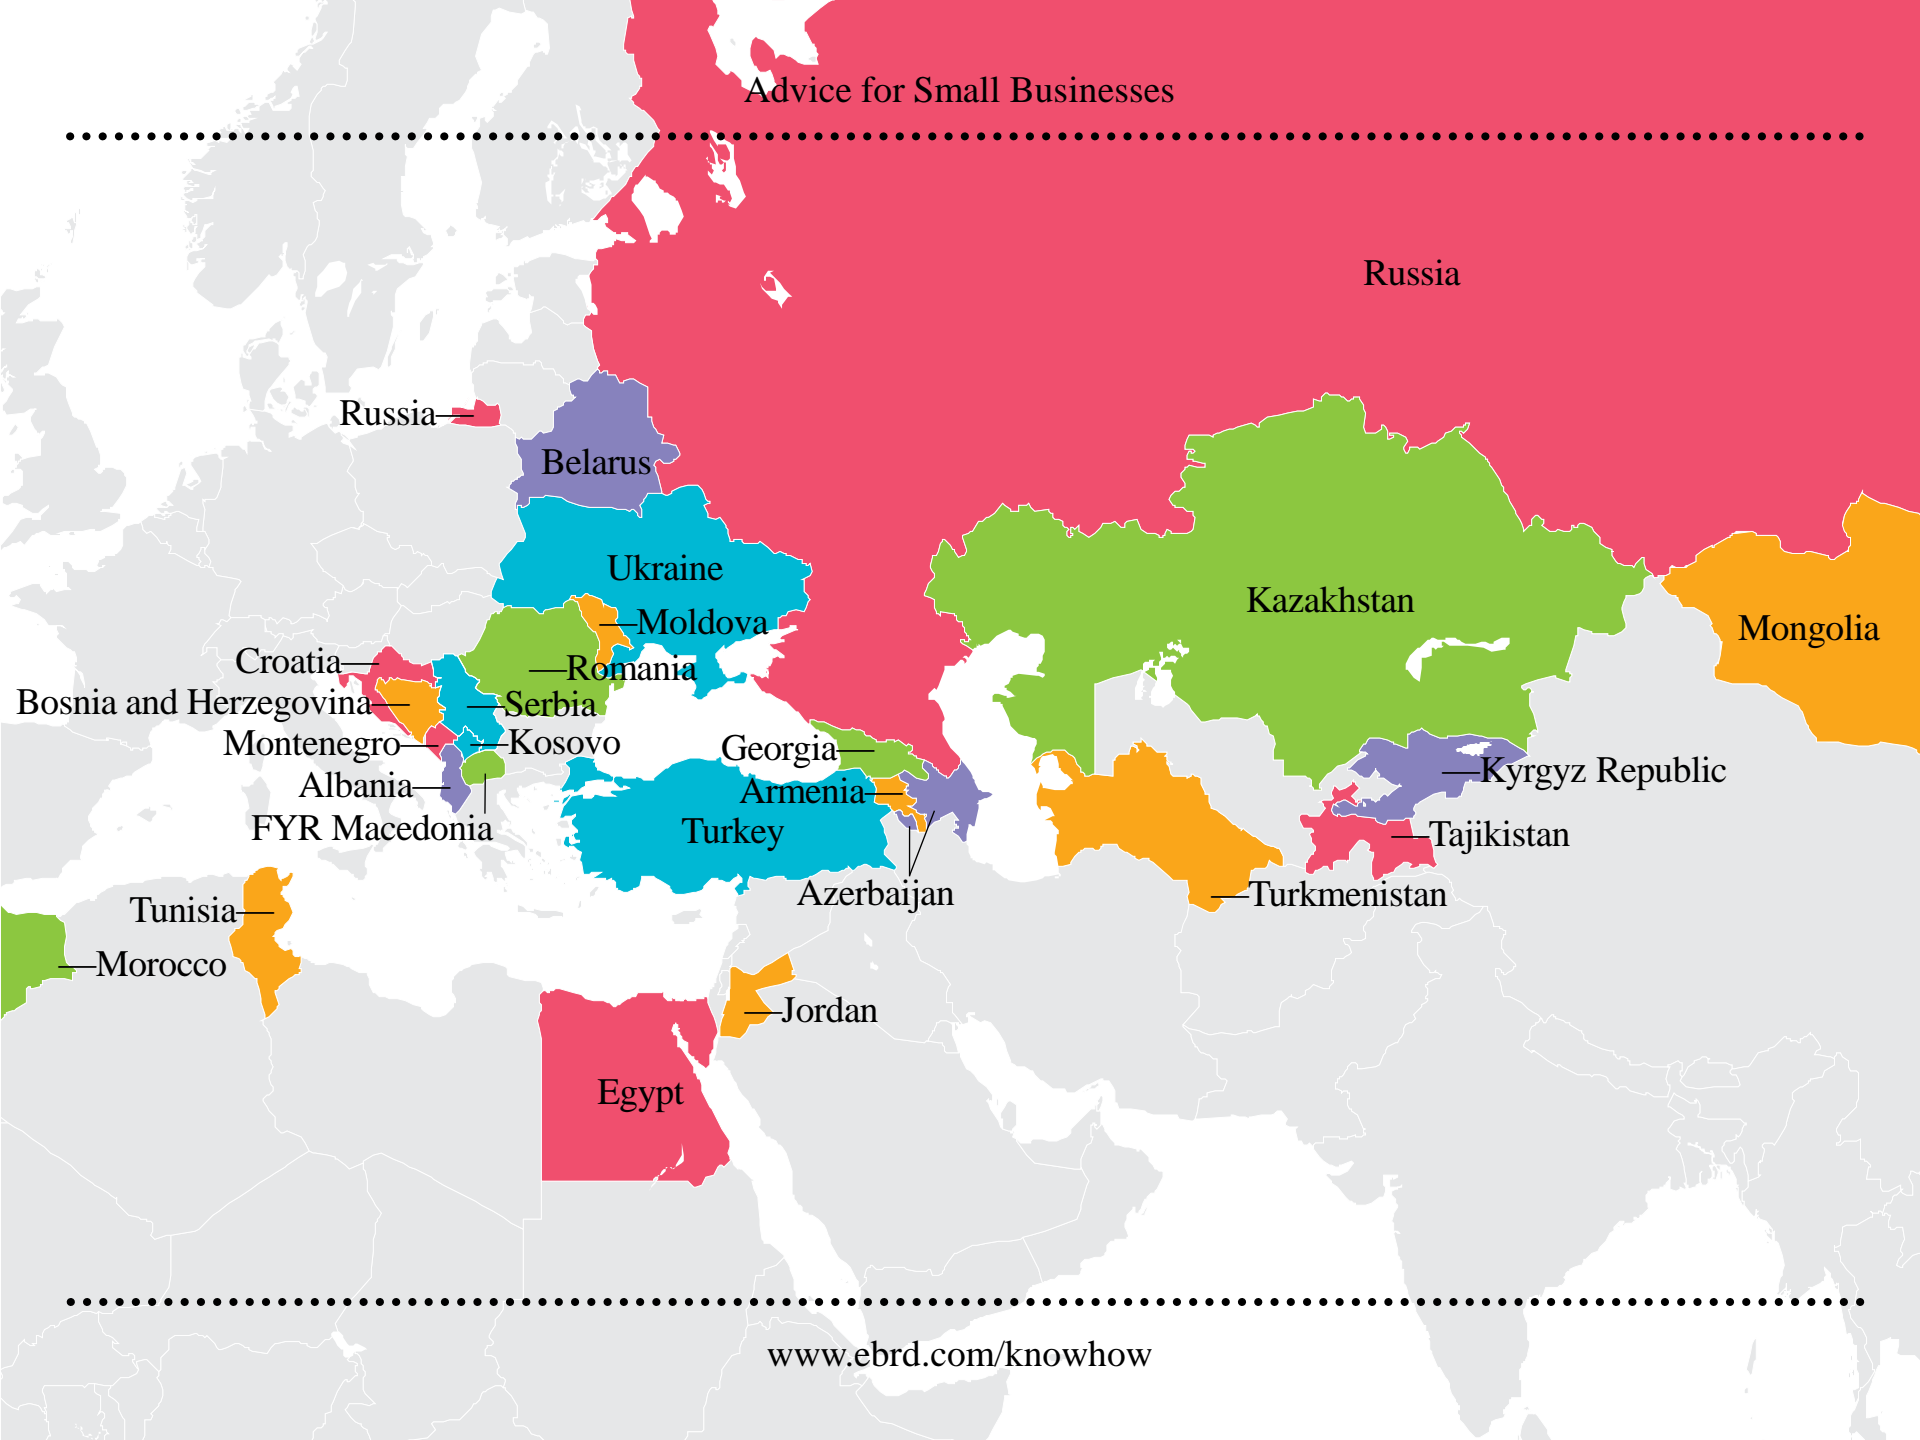 Advice for Small Businesses
Russia
Russia
Belarus
Ukraine
Kazakhstan
Moldova
Mongolia
Croatia
Romania
Bosnia and Herzegovina
Serbia
Montenegro
Kosovo
Georgia
Kyrgyz Republic
Albania
Armenia
FYR Macedonia
Turkey
Tajikistan
Azerbaijan
Turkmenistan
Tunisia
Morocco
Jordan
Egypt
www.ebrd.com/knowhow